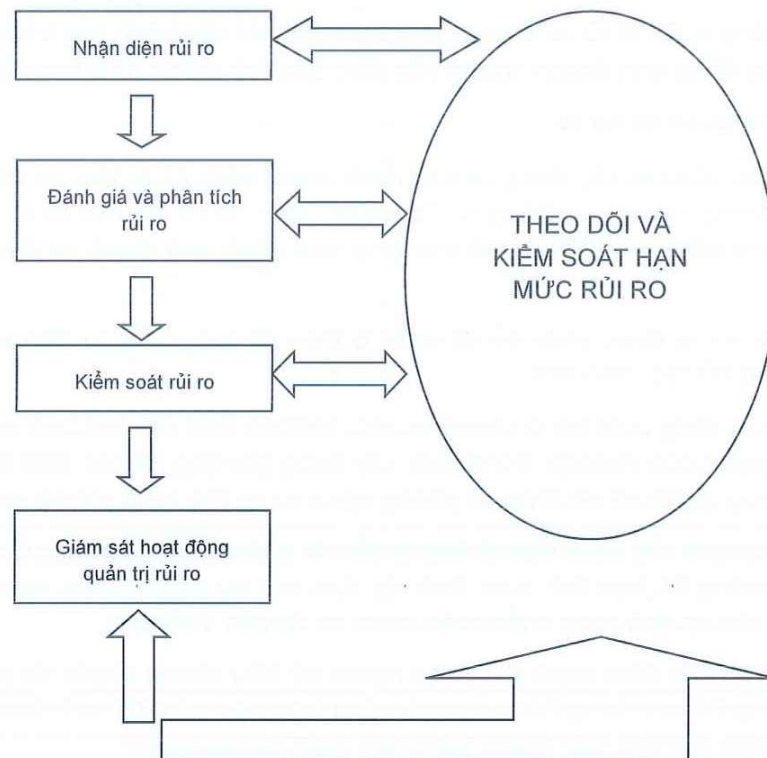 Nhận diện rủi ro
Đánh giá và phân tích
rủi ro
Kiểm soát rủi ro
Giám sát hoạt động
quản trị rủi ro
THEO DÕI VÀ
KIỂM SOÁT HẠN
MỨC RỦI RO